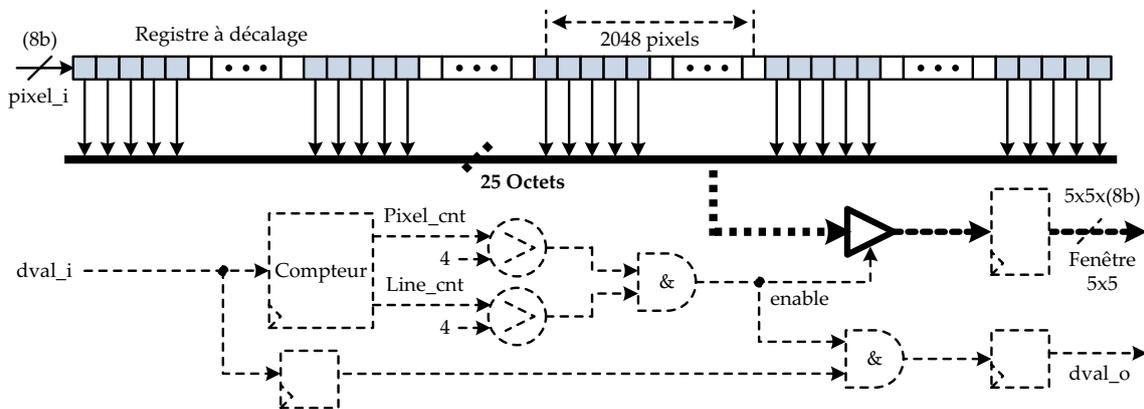 Registre à décalage
2048 pixels
(8b)
pixel_i
25 Octets
5x5x(8b)
Fenêtre
5x5
Pixel_cnt
4
>
dval_i
Compteur
Line_cnt
4
>
&
enable
&
dval_o